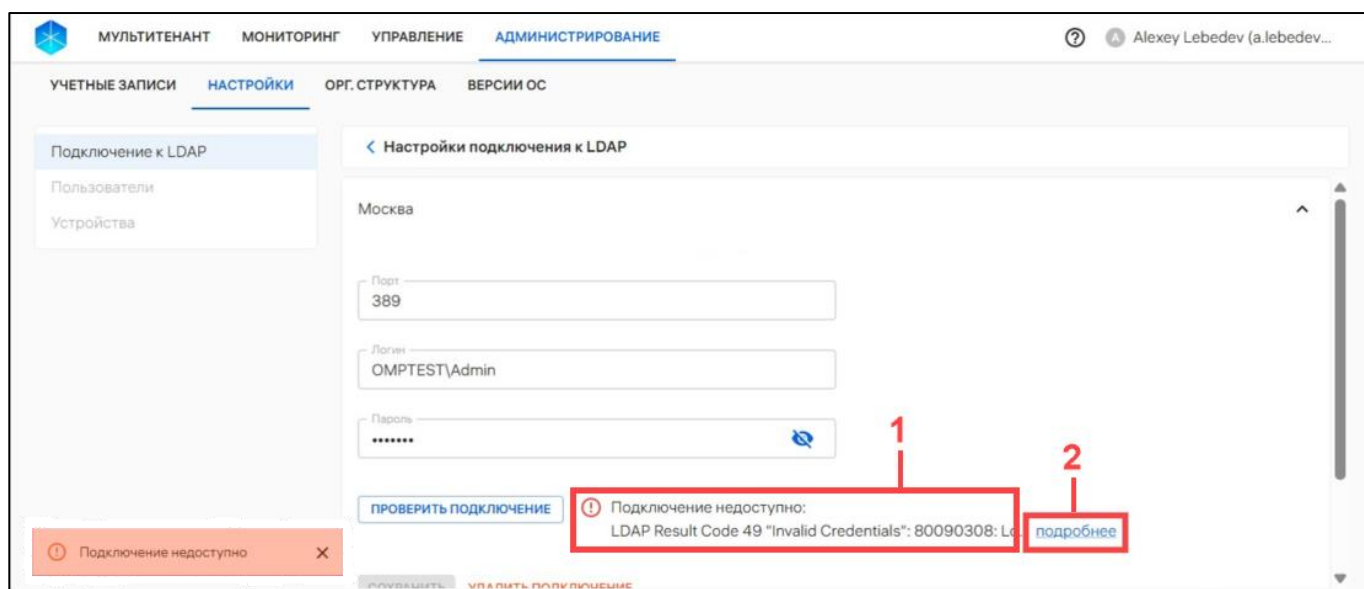 МУЛЬТИТЕНАНТ МОНИТОРИНГ УПРАВЛЕНИЕ АДМИНИСТРИРОВАНИЕ A Alexey Lebedev (a.lebedev...
УЧЕТНЫЕ ЗАПИСИ НАСТРОЙКИ ОРГ. СТРУКТУРА ВЕРСИИ ОС
Подключение к LDAP
Пользователи
Устройства
Настройки подключения к LDAP
Москва
Порт
389
Логин
OMPTEST\Admin
Пароль
•••••••
1
2
ПРОВЕРИТЬ ПОДКЛЮЧЕНИЕ
Подключение недоступно:
LDAP Result Code 49 "Invalid Credentials": 80090308: Lc. подробнее
Подключение недоступно
СОХРАНИТЬ УДАЛИТЬ ПОДКЛЮЧЕНИЕ